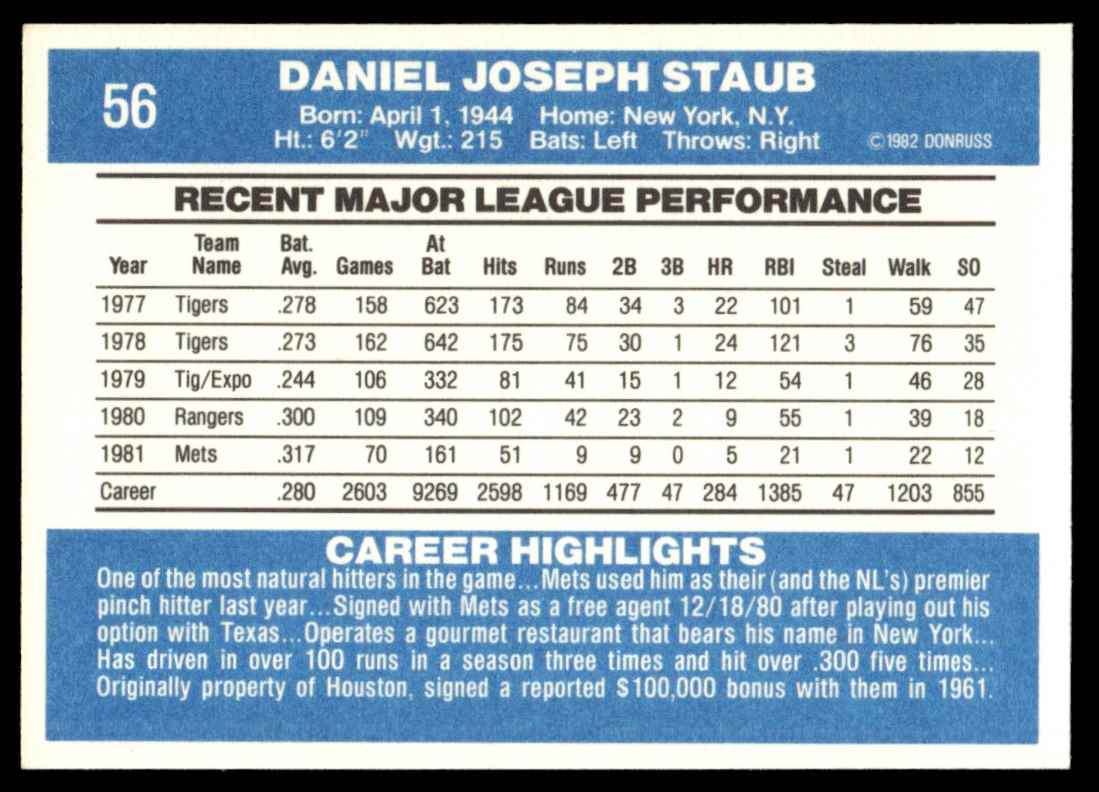 56
DANIEL JOSEPH STAUB
Born: April 1, 1944 Home: New York, N.Y.
Ht.: 6'2" Wgt.: 215 Bats: Left Throws: Right ©1982 DONRUSS
RECENT MAJOR LEAGUE PERFORMANCE
Year Team Name Bat. Avg. Games At Bat Hits Runs 2B 3B HR RBI Steal Walk SO
1977 Tigers .278 158 623 173 84 34 3 22 101 1 59 47
1978 Tigers .273 162 642 175 75 30 1 24 121 3 76 35
1979 Tig/Expo .244 106 332 81 41 15 1 12 54 1 46 28
1980 Rangers .300 109 340 102 42 23 2 9 55 1 39 18
1981 Mets .317 70 161 51 9 9 0 5 21 1 22 12
Career .280 2603 9269 2598 1169 477 47 284 1385 47 1203 855
CAREER HIGHLIGHTS
One of the most natural hitters in the game...Mets used him as their (and the NL's) premier
pinch hitter last year...Signed with Mets as a free agent 12/18/80 after playing out his
option with Texas...Operates a gourmet restaurant that bears his name in New York...
Has driven in over 100 runs in a season three times and hit over .300 five times...
Originally property of Houston, signed a reported $100,000 bonus with them in 1961.